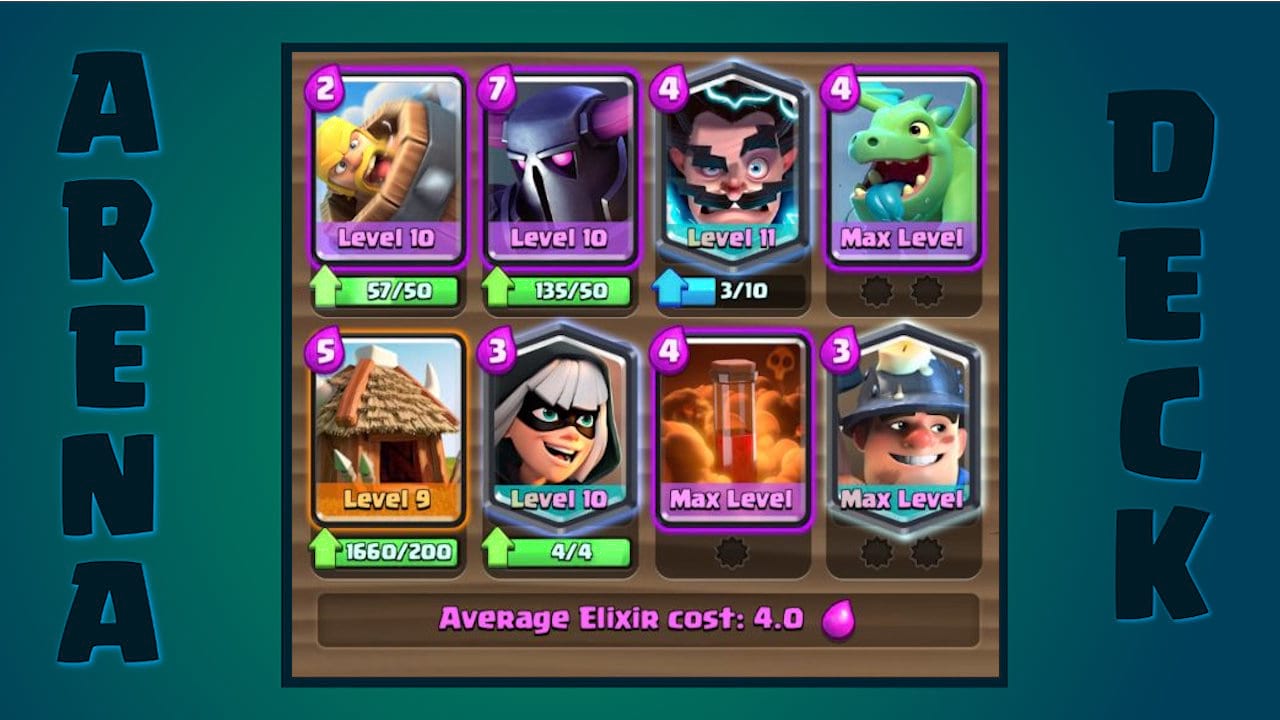 ARENA
2
7
4
4
Level 10
Level 10
Level 11
Max Level
57/50
135/50
3/10
5
3
4
3
Level 9
Level 10
Max Level
Max Level
1660/200
4/4
Average Elixir cost: 4.0
DECK